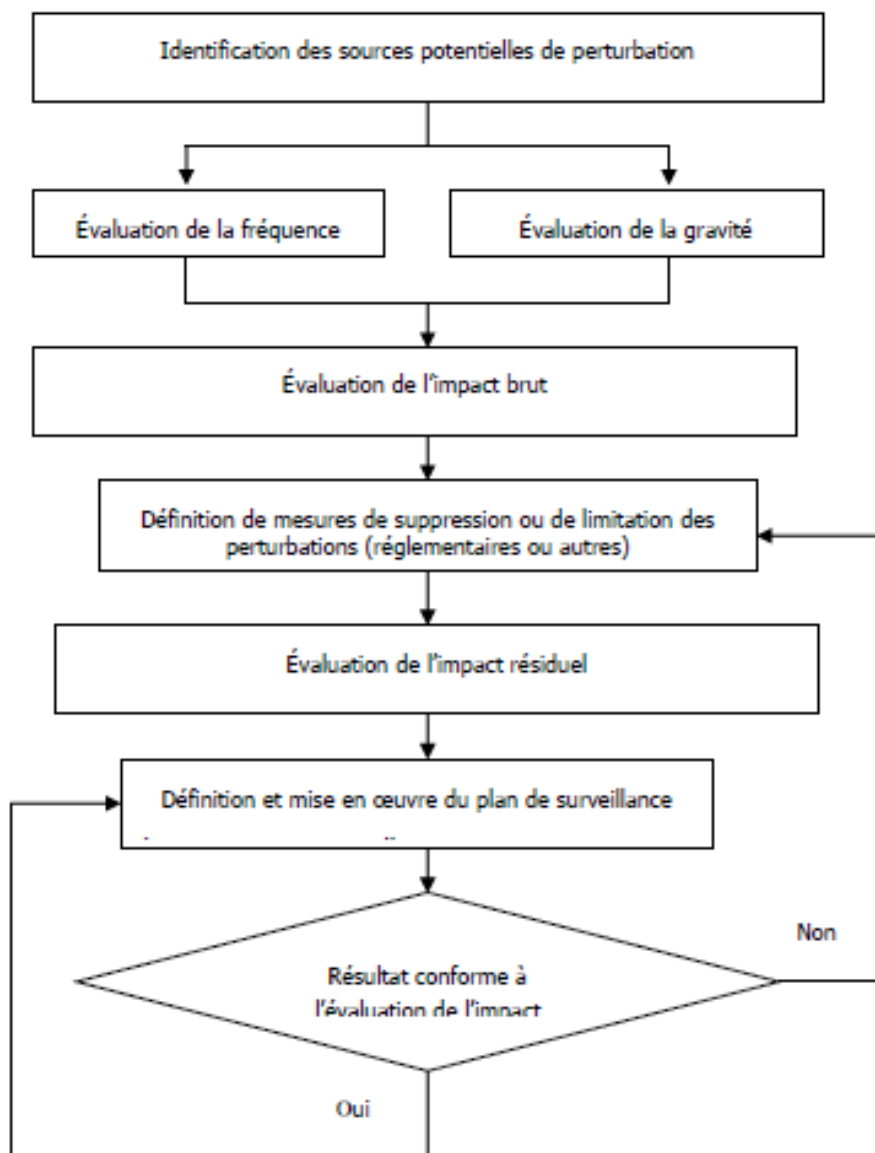 Identification des sources potentielles de perturbation
Évaluation de la fréquence
Évaluation de la gravité
Évaluation de l'impact brut
Définition de mesures de suppression ou de limitation des
perturbations (réglementaires ou autres)
Évaluation de l'impact résiduel
Définition et mise en œuvre du plan de surveillance
Résultat conforme à
l'évaluation de l'impact
Non
Oui